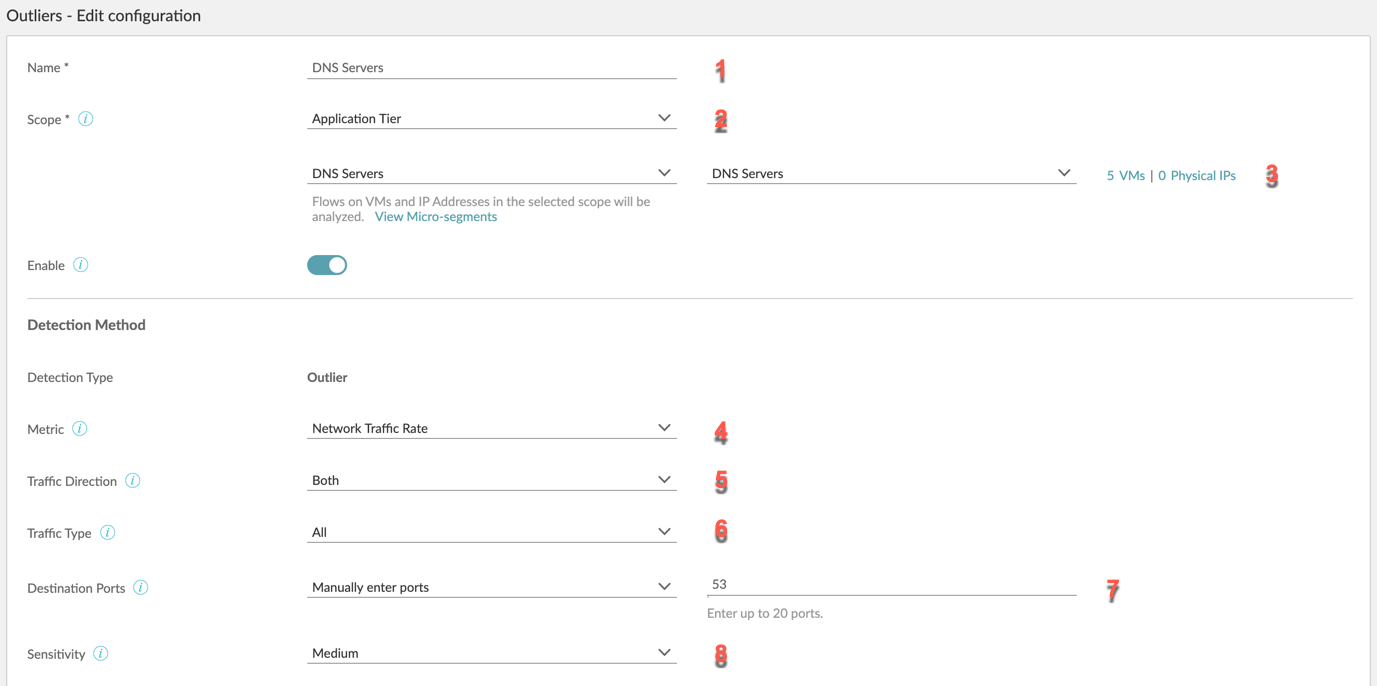 Outliers - Edit configuration
Name * DNS Servers 1
Scope * i Application Tier 2
DNS Servers DNS Servers 5 VMs | 0 Physical IPs 3
Flows on VMs and IP Addresses in the selected scope will be
analyzed. View Micro-segments
Enable i
Detection Method
Detection Type Outlier
Metric i Network Traffic Rate 4
Traffic Direction i Both 5
Traffic Type i All 6
Destination Ports i Manually enter ports 53 7
Enter up to 20 ports.
Sensitivity i Medium 8